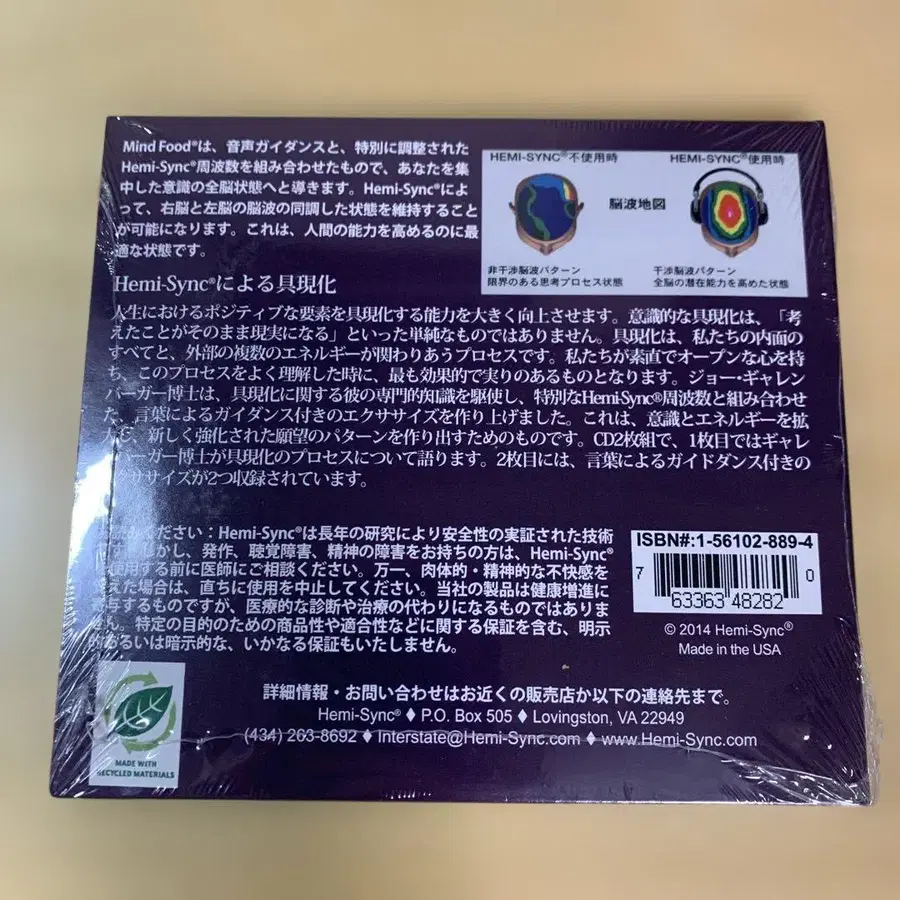 Mind Food®は、音声ガイダンスと、特別に調整された
Hemi-Sync®周波数を組み合わせたもので、あなたを集
中した意識の全脳状態へと導きます。Hemi-Sync®によ
って、右脳と左脳の脳波の同調した状態を維持すること
が可能になります。これは、人間の能力を高めるのに最
適な状態です。
HEMI-SYNC®不使用時
HEMI-SYNC®使用時
脳波地図
非干渉脳波パターン
限界のある思考プロセス状態
干渉脳波パターン
全脳の潜在能力を高めた状態
Hemi-Sync®による具現化
人生におけるポジティブな要素を具現化する能力を大きく向上させます。意識的な具現化は、「考
えたことがそのまま現実になる」といった単純なものではありません。具現化は、私たちの内面の
すべてと、外部の複数のエネルギーが関わりあうプロセスです。私たちが素直でオープンな心を持
ち、このプロセスをよく理解した時に、最も効果的で実りのあるものとなります。ジョー・ギャレン
バーガー博士は、具現化に関する彼の専門的知識を駆使し、特別なHemi-Sync®周波数と組み合わせ
た、言葉によるガイダンス付きのエクササイズを作り上げました。これは、意識とエネルギーを拡
大し、新しく強化された願望のパターンを作り出すためのものです。CD2枚組で、1枚目ではギャレ
バーガー博士が具現化のプロセスについて語ります。2枚目には、言葉によるガイドダンス付きの
ササイズが2つ収録されています。
ください：Hemi-Sync®は長年の研究により安全性の実証された技術
しかし、発作、聴覚障害、精神の障害をお持ちの方は、Hemi-Sync®
使用する前に医師にご相談ください。万一、肉体的・精神的な不快感を
えた場合は、直ちに使用を中止してください。当社の製品は健康増進に
寄与するものですが、医療的な診断や治療の代わりになるものではありま
せん。特定の目的のための商品性や適合性などに関する保証を含む、明示
的あるいは暗示的な、いかなる保証もいたしません。
ISBN#:1-56102-889-4
7 63363 48282 0
© 2014 Hemi-Sync®
Made in the USA
MADE WITH
RECYCLED MATERIALS
詳細情報・お問い合わせはお近くの販売店か以下の連絡先まで。
Hemi-Sync® ♦ P.O. Box 505 ♦ Lovingston, VA 22949
(434) 263-8692 ♦ Interstate@Hemi-Sync.com ♦ www.Hemi-Sync.com